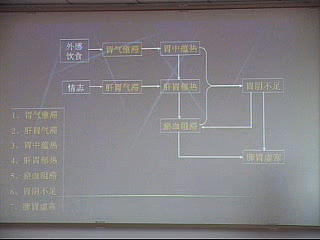 外感
饮食
胃气壅滞
胃中蕴热
情志
肝胃气滞
肝胃郁热
胃阴不足
瘀血阻滞
脾胃虚寒
1、胃气壅滞
2、肝胃气滞
3、胃中蕴热
4、肝胃郁热
5、瘀血阻滞
6、胃阴不足
7、脾胃虚寒